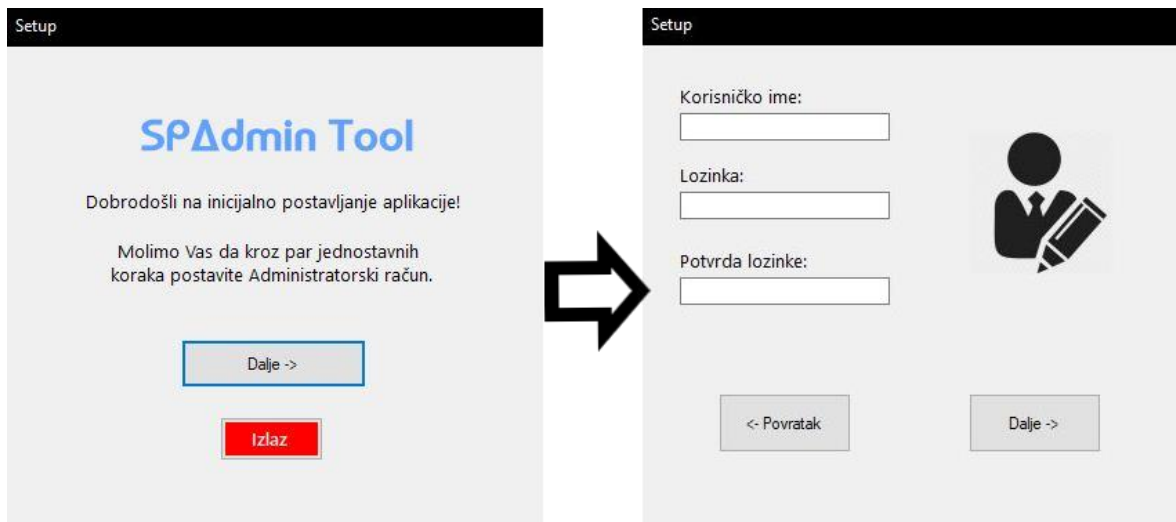 Setup
SPAdmin Tool
Dobrodošli na inicijalno postavljanje aplikacije!
Molimo Vas da kroz par jednostavnih
koraka postavite Administratorski račun.
Dalje ->
Izlaz
Setup
Korisničko ime:
Lozinka:
Potvrda lozinke:
<- Povratak
Dalje ->